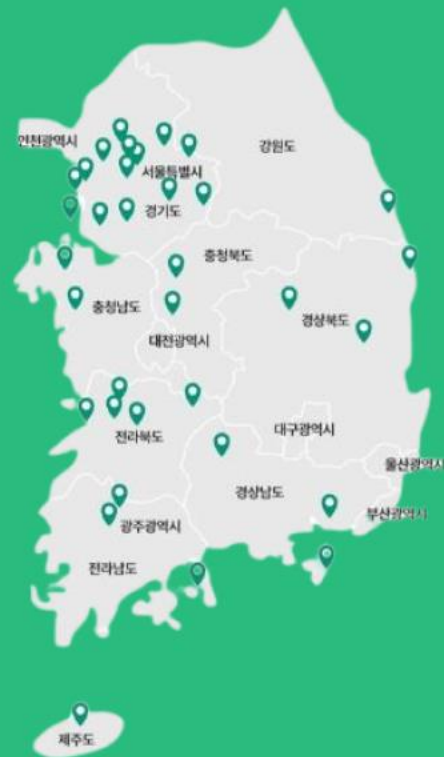 인천광역시
강원도
서울특별시
경기도
충청북도
충청남도
경상북도
대전광역시
대구광역시
전라북도
울산광역시
경상남도
부산광역시
광주광역시
전라남도
제주도